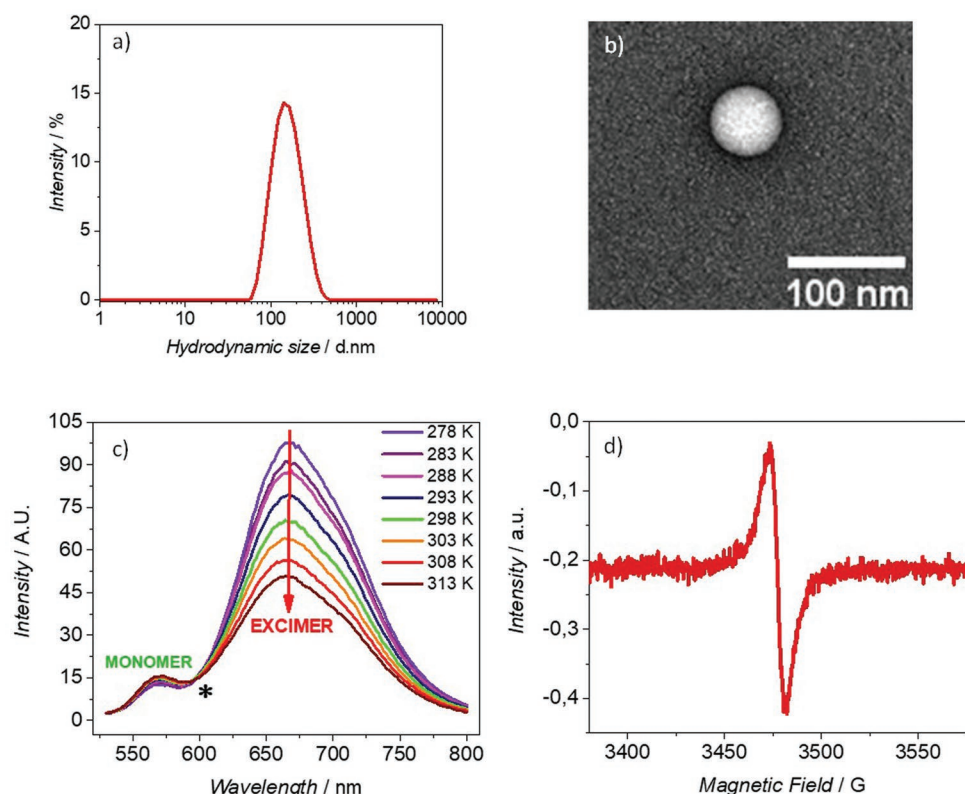 a)
20
15
10
5
0
Intensity / %
1
10
100
1000
10000
Hydrodynamic size / d.nm
b)
100 nm
c)
105
90
75
60
45
30
15
0
Intensity / A.U.
278 K
283 K
288 K
293 K
298 K
303 K
308 K
313 K
MONOMER
EXCIMER
*
550
600
650
700
750
800
Wavelength / nm
d)
0,0
-0,1
-0,2
-0,3
-0,4
Intensity / a.u.
3400
3450
3500
3550
Magnetic Field / G